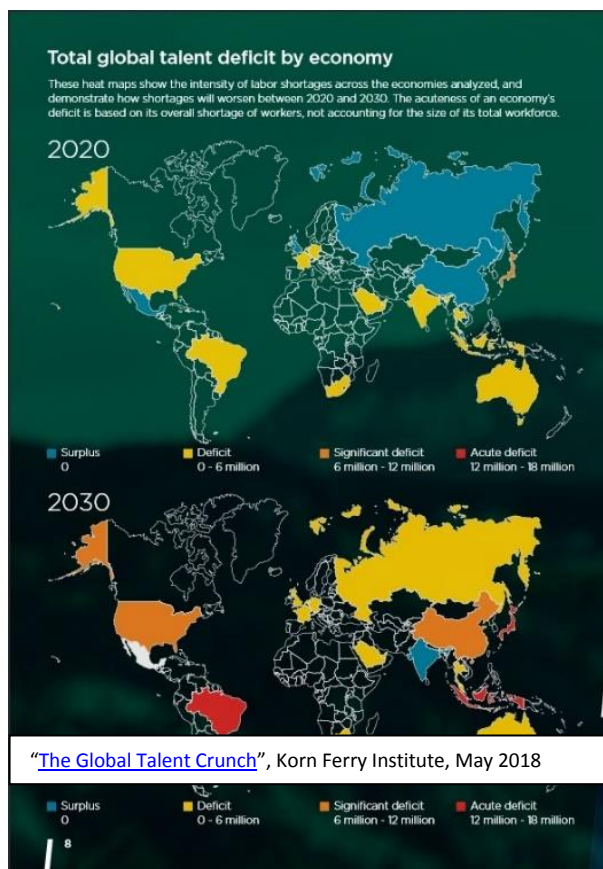 Total global talent deficit by economy
These heat maps show the intensity of labor shortages across the economies analyzed, and
demonstrate how shortages will worsen between 2020 and 2030. The acuteness of an economy's
deficit is based on its overall shortage of workers, not accounting for the size of its total workforce.
2020
Surplus
0
Deficit
0 - 6 million
Significant deficit
6 million - 12 million
Acute deficit
12 million - 18 million
2030
“The Global Talent Crunch”, Korn Ferry Institute, May 2018
Surplus
0
Deficit
0 - 6 million
Significant deficit
6 million - 12 million
Acute deficit
12 million - 18 million
8